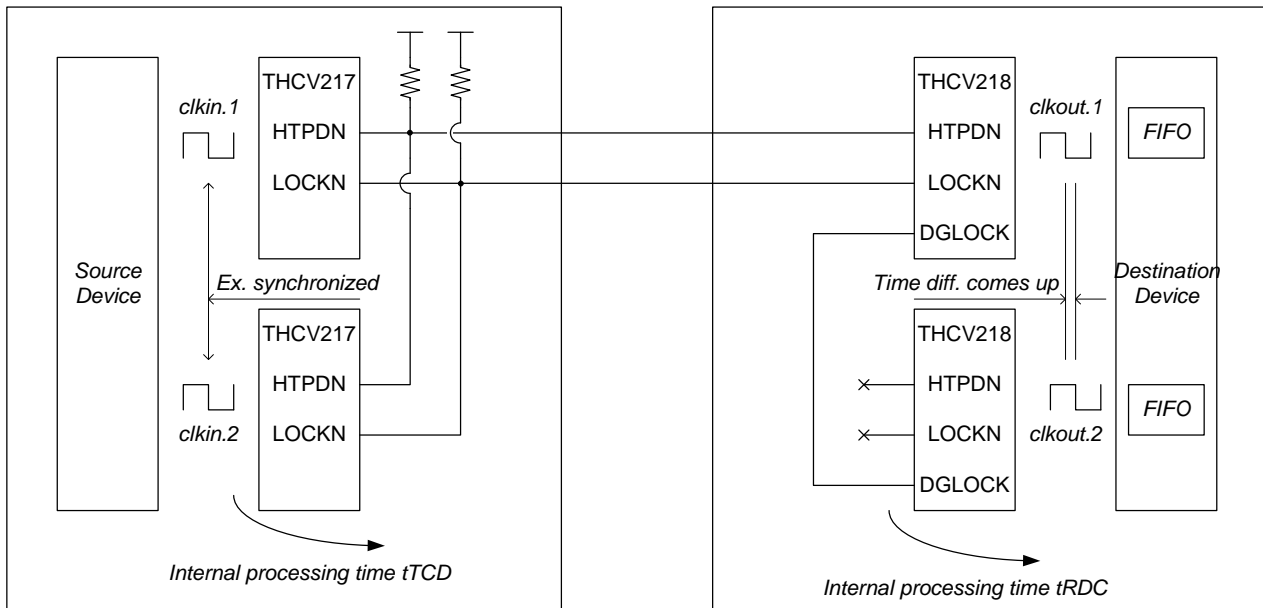 Source
Device
clkin.1
Ex. synchronized
clkin.2
THCV217
HTPDN
LOCKN
THCV217
HTPDN
LOCKN
Internal processing time tTCD
THCV218
HTPDN
LOCKN
DGLOCK
Time diff. comes up
THCV218
HTPDN
LOCKN
DGLOCK
clkout.1
clkout.2
FIFO
Destination
Device
FIFO
Internal processing time tRDC